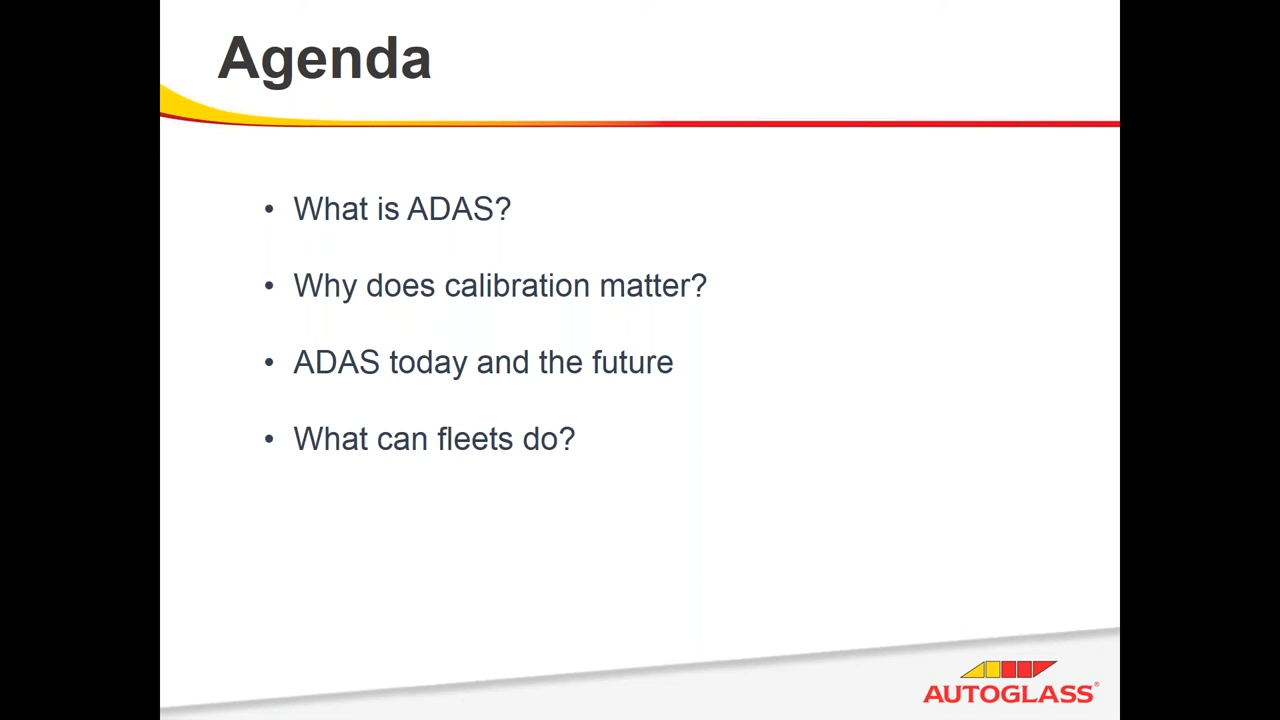 Agenda
• What is ADAS?
• Why does calibration matter?
• ADAS today and the future
• What can fleets do?
AUTOGLASS®